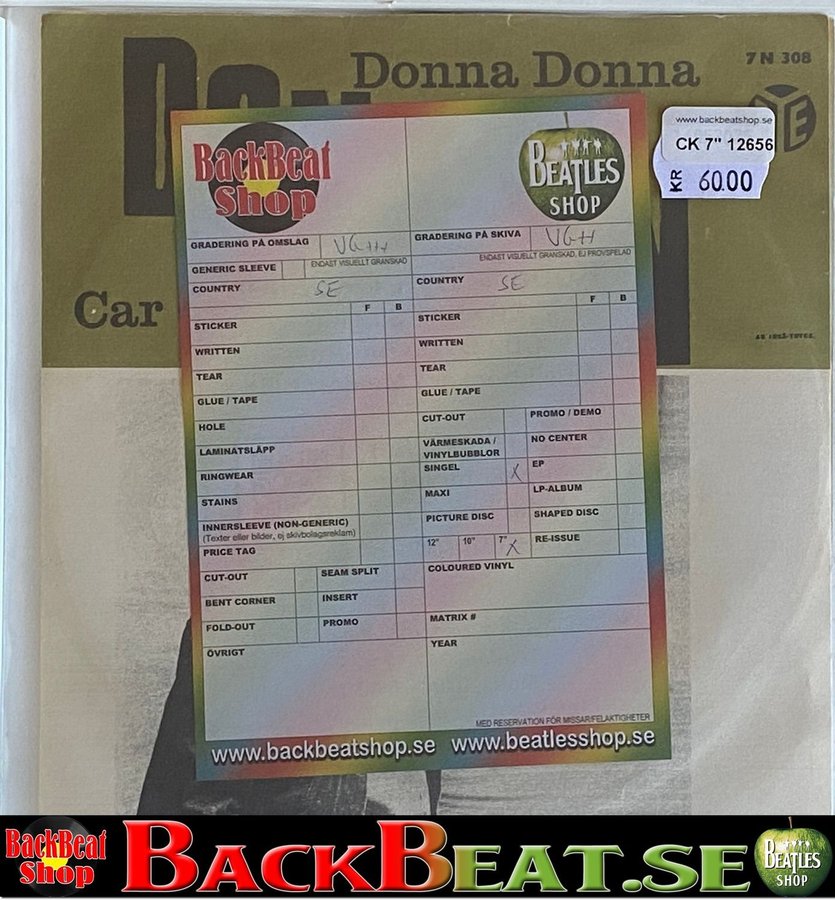 Donna Donna
7N 308
Car
www.backbeatshop.se
CK 7" 12656
KR 60.00
BackBeat
Shop
BEATLES
SHOP
GRADERING PÅ OMSLAG VG++
GRADERING PÅ SKIVA VG+
GENERIC SLEEVE
ENDAST VISUELLT GRANSKAD
ENDAST VISUELLT GRANSKAD, EJ PROVSPELAD
COUNTRY SE
COUNTRY SE
F B
F B
STICKER
STICKER
WRITTEN
WRITTEN
TEAR
TEAR
GLUE / TAPE
GLUE / TAPE
HOLE
CUT-OUT PROMO / DEMO
LAMINATSLÄPP
VÄRMESKADA /
VINYLBUBBLOR
NO CENTER
RINGWEAR
SINGEL X EP
STAINS
MAXI LP-ALBUM
INNERSLEEVE (NON-GENERIC)
(Texter eller bilder, ej skivbolagsreklam)
PICTURE DISC SHAPED DISC
PRICE TAG
12" 10" 7" X RE-ISSUE
CUT-OUT SEAM SPLIT
COLOURED VINYL
BENT CORNER INSERT
FOLD-OUT PROMO
MATRIX #
ÖVRIGT
YEAR
MED RESERVATION FÖR MISSAR/FELAKTIGHETER
www.backbeatshop.se www.beatlesshop.se
BackBeat
Shop
BACKBEAT.SE
BEATLES
SHOP